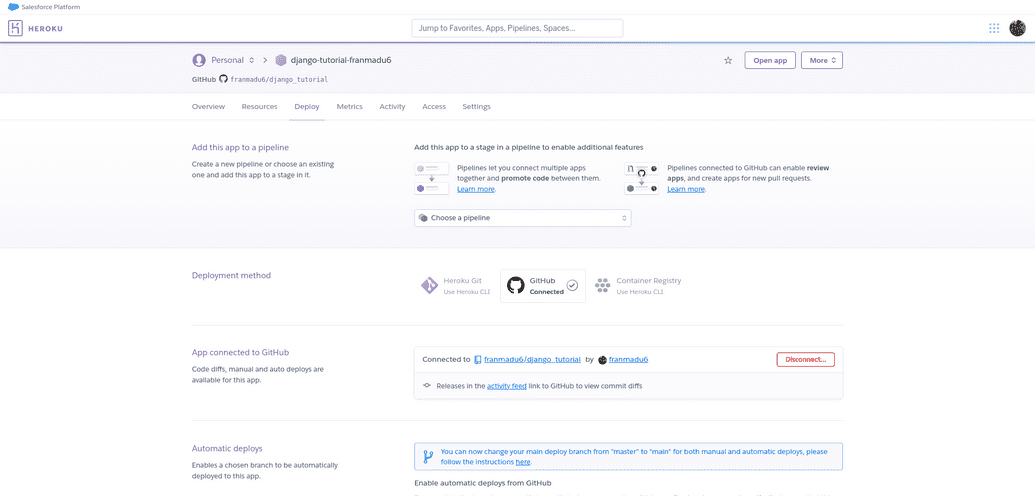 Salesforce Platform
HEROKU
Jump to Favorites, Apps, Pipelines, Spaces...
Personal
django-tutorial-franmadu6
Open app
More
GitHub franmadu6/django_tutorial
Overview
Resources
Deploy
Metrics
Activity
Access
Settings
Add this app to a pipeline
Create a new pipeline or choose an existing
one and add this app to a stage in it.
Add this app to a stage in a pipeline to enable additional features
Pipelines let you connect multiple apps
together and promote code between them.
Learn more.
Pipelines connected to GitHub can enable review
apps, and create apps for new pull requests.
Learn more.
Choose a pipeline
Deployment method
Heroku Git
Use Heroku CLI
GitHub
Connected
Container Registry
Use Heroku CLI
App connected to GitHub
Code diffs, manual and auto deploys are
available for this app.
Connected to franmadu6/django_tutorial by franmadu6
Disconnect...
Releases in the activity feed link to GitHub to view commit diffs
Automatic deploys
Enables a chosen branch to be automatically
deployed to this app.
You can now change your main deploy branch from "master" to "main" for both manual and automatic deploys, please
follow the instructions here.
Enable automatic deploys from GitHub